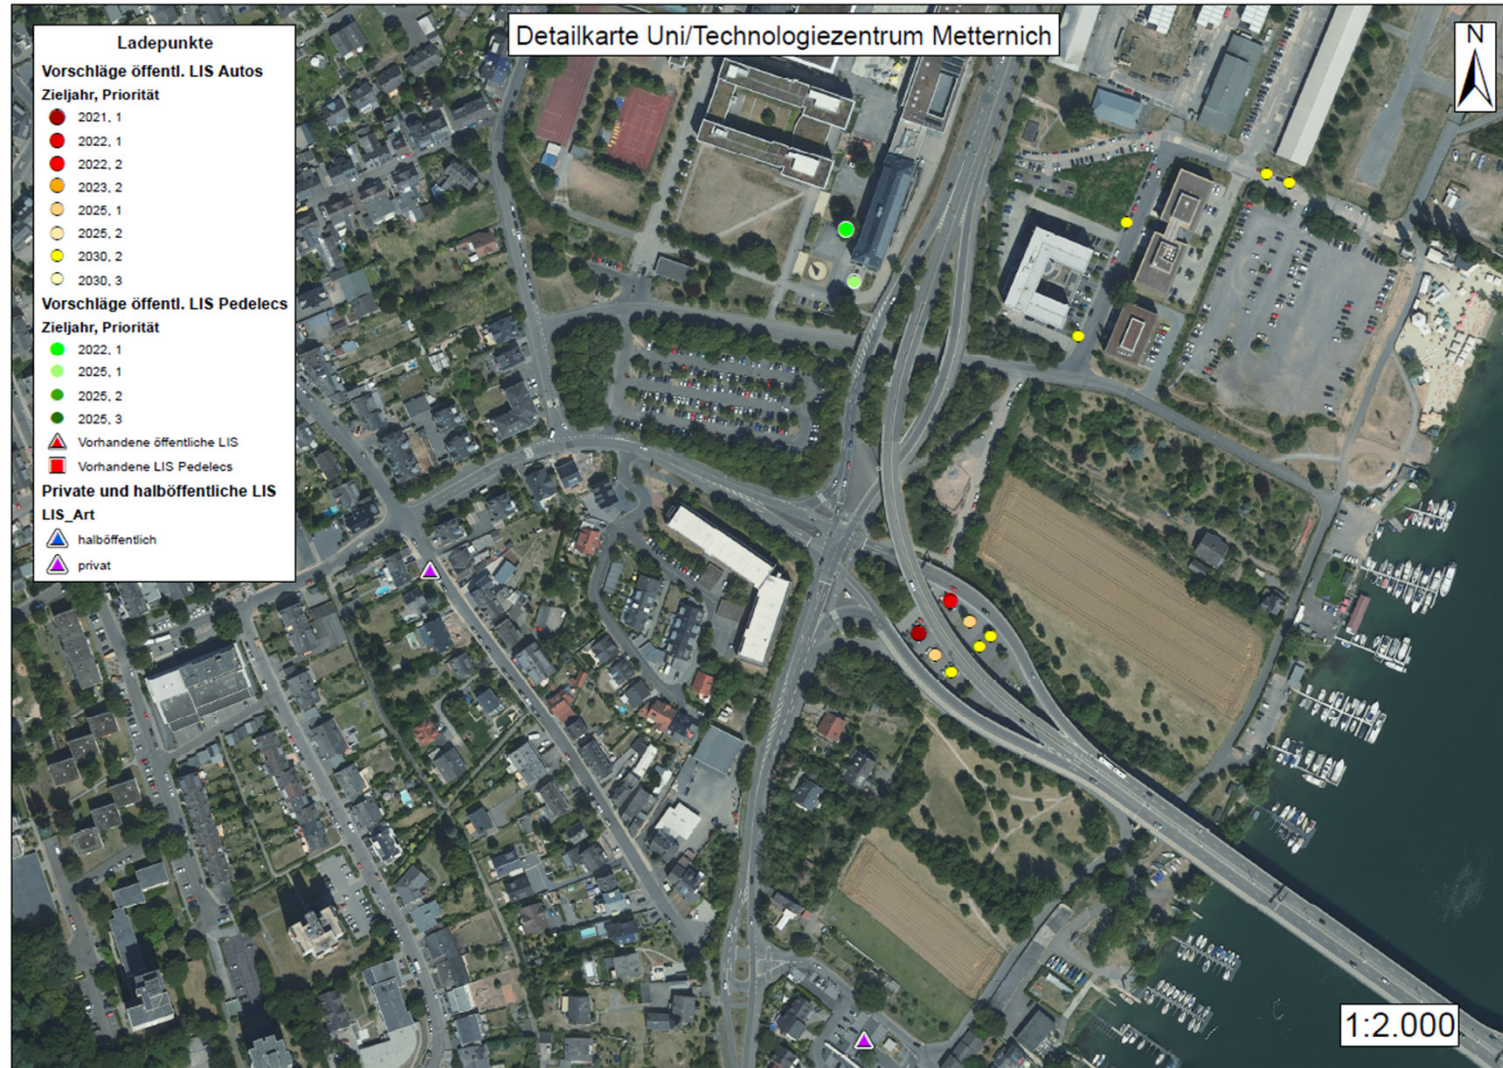 Detailkarte Uni/Technologiezentrum Metternich
N
Ladepunkte
Vorschläge öffentl. LIS Autos
Zieljahr, Priorität
2021, 1
2022, 1
2022, 2
2023, 2
2025, 1
2025, 2
2030, 2
2030, 3
Vorschläge öffentl. LIS Pedelecs
Zieljahr, Priorität
2022, 1
2025, 1
2025, 2
2025, 3
Vorhandene öffentliche LIS
Vorhandene LIS Pedelecs
Private und halböffentliche LIS
LIS_Art
halböffentlich
privat
1:2.000